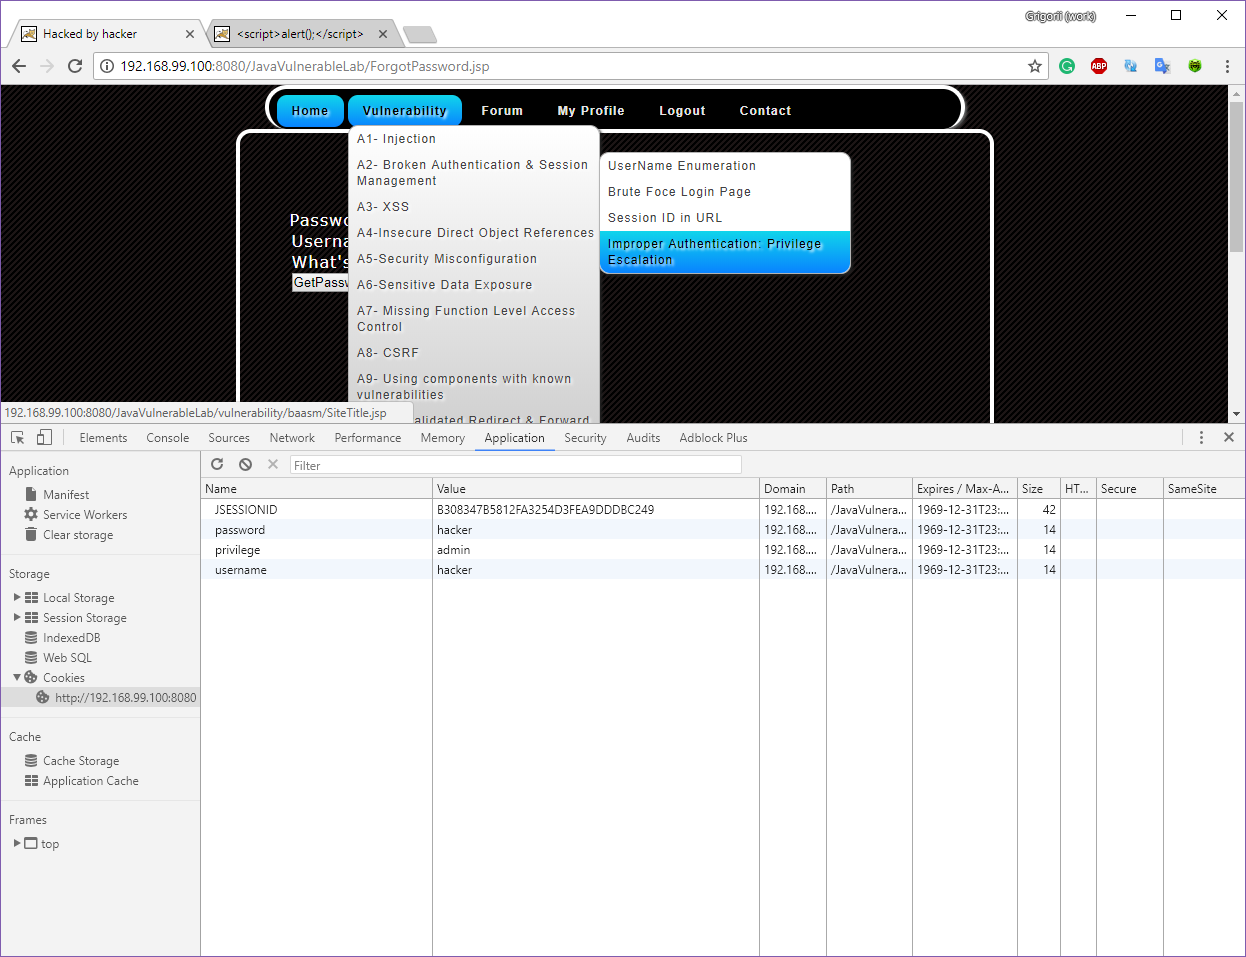 Grigorii (work)
Hacked by hacker
<script>alert();</script>
192.168.99.100:8080/JavaVulnerableLab/ForgotPassword.jsp
ABP
Home Vulnerability Forum My Profile Logout Contact
A1- Injection
A2- Broken Authentication & Session
Management
A3- XSS
A4-Insecure Direct Object References
A5-Security Misconfiguration
A6-Sensitive Data Exposure
A7- Missing Function Level Access
Control
A8- CSRF
A9- Using components with known
vulnerabilities
alidated Redirect & Forward
UserName Enumeration
Brute Foce Login Page
Session ID in URL
Improper Authentication: Privilege
Escalation
Passwo
Userna
What's
GetPassw
192.168.99.100:8080/JavaVulnerableLab/vulnerability/baasm/SiteTitle.jsp
Elements Console Sources Network Performance Memory Application Security Audits Adblock Plus
Application
Manifest
Service Workers
Clear storage
Storage
Local Storage
Session Storage
IndexedDB
Web SQL
Cookies
http://192.168.99.100:8080
Cache
Cache Storage
Application Cache
Frames
top
Filter
Name Value Domain Path Expires / Max-A... Size HT... Secure SameSite
JSESSIONID B308347B5812FA3254D3FEA9DDDBC249 192.168.... /JavaVulnera... 1969-12-31T23:... 42
password hacker 192.168.... /JavaVulnera... 1969-12-31T23:... 14
privilege admin 192.168.... /JavaVulnera... 1969-12-31T23:... 14
username hacker 192.168.... /JavaVulnera... 1969-12-31T23:... 14